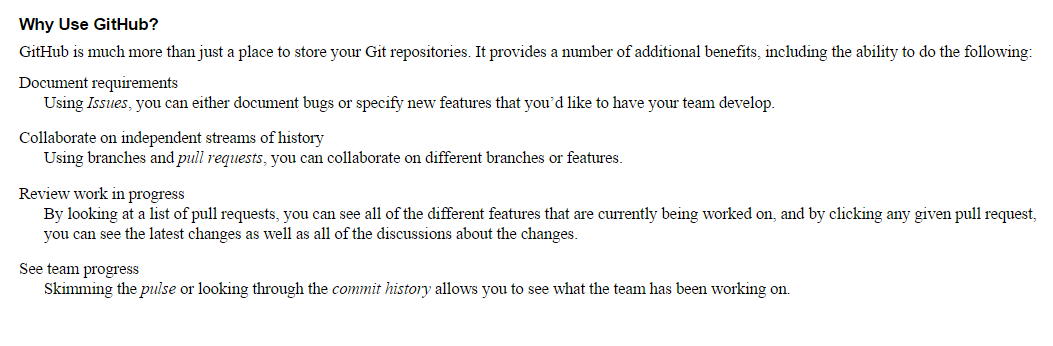 Why Use GitHub?
GitHub is much more than just a place to store your Git repositories. It provides a number of additional benefits, including the ability to do the following:
Document requirements
Using Issues, you can either document bugs or specify new features that you’d like to have your team develop.
Collaborate on independent streams of history
Using branches and pull requests, you can collaborate on different branches or features.
Review work in progress
By looking at a list of pull requests, you can see all of the different features that are currently being worked on, and by clicking any given pull request,
you can see the latest changes as well as all of the discussions about the changes.
See team progress
Skimming the pulse or looking through the commit history allows you to see what the team has been working on.